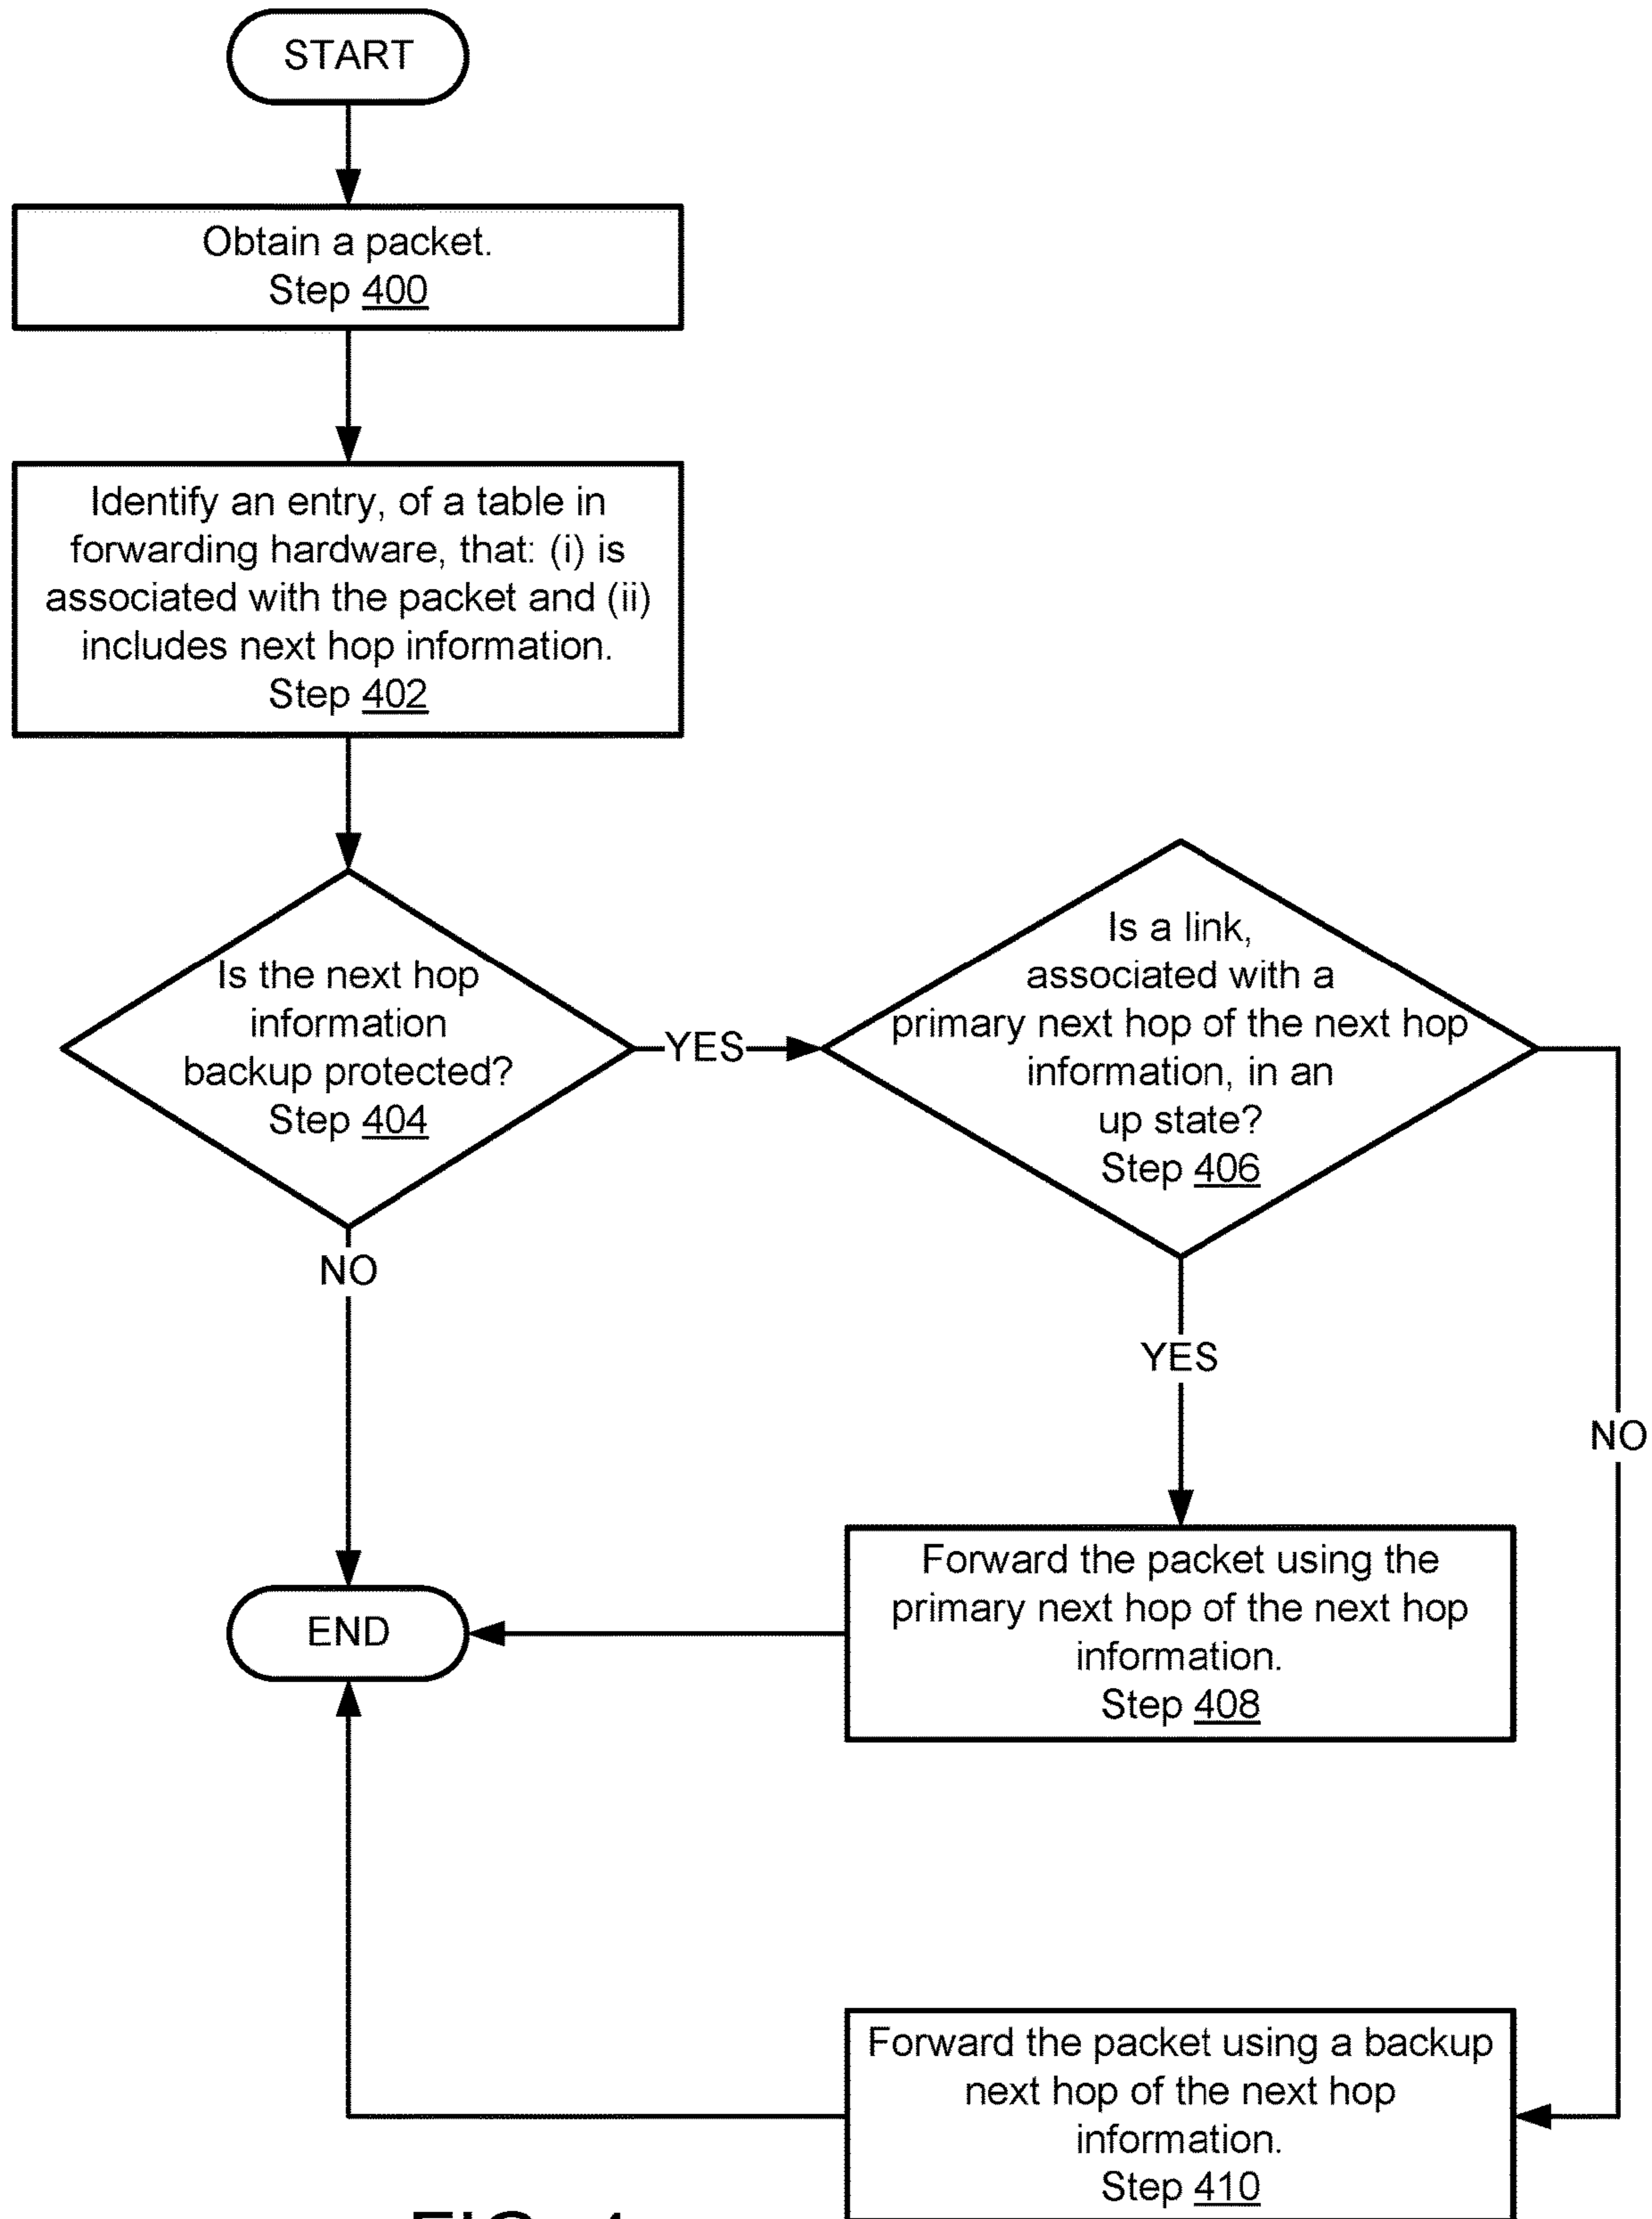 START
Obtain a packet.
Step 400
Identify an entry, of a table in
forwarding hardware, that: (i) is
associated with the packet and (ii)
includes next hop information.
Step 402
Is the next hop
information
backup protected?
Step 404
YES
NO
Is a link,
associated with a
primary next hop of the next hop
information, in an
up state?
Step 406
YES
NO
Forward the packet using the
primary next hop of the next hop
information.
Step 408
END
Forward the packet using a backup
next hop of the next hop
information.
Step 410